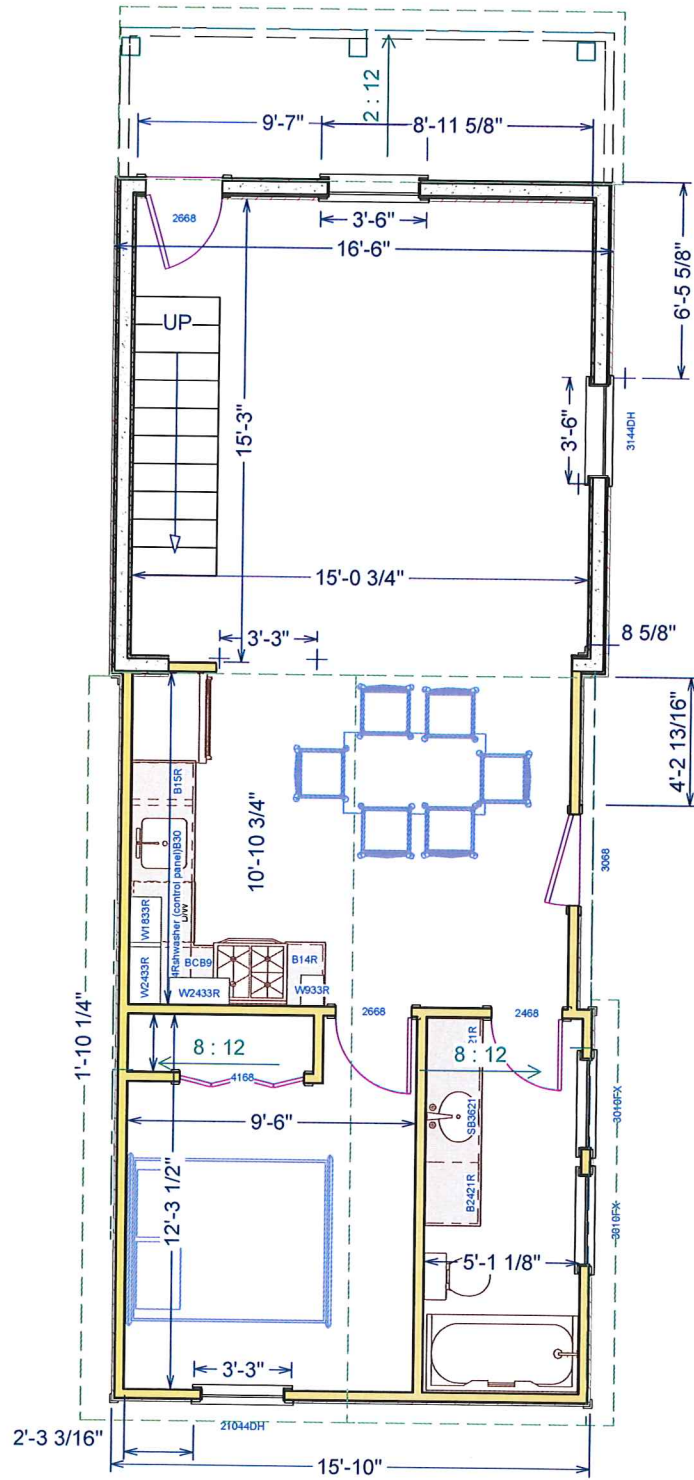 2 : 12
9'-7"
8'-11 5/8"
2668
3'-6"
16'-6"
6'-5 5/8"
UP
15'-3"
3'-6"
3144DH
15'-0 3/4"
3'-3"
8 5/8"
4'-2 13/16"
B15R
10'-10 3/4"
(control panel)B30
3068
W1833R
D/W
W2433R
BCB9
B14R
W2433R
W933R
2668
2468
1'-10 1/4"
8 : 12
8 : 12
21R
4168
SB3621
3010FX
9'-6"
12'-3 1/2"
B2421R
3010FX
5'-1 1/8"
3'-3"
21044DH
2'-3 3/16"
15'-10"